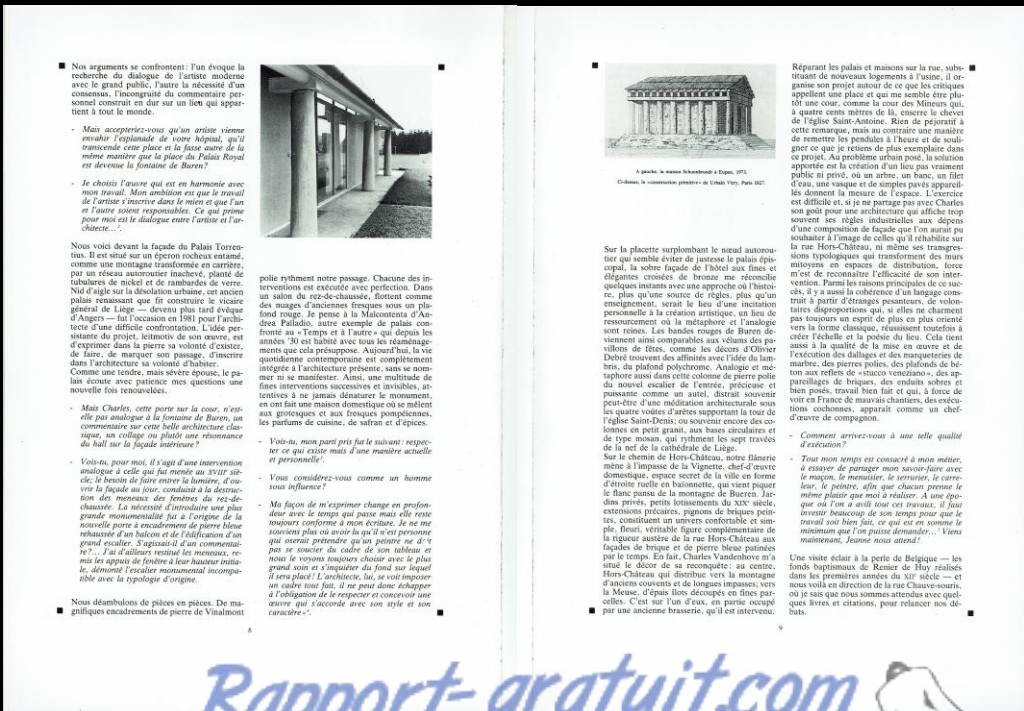 Nos arguments se confrontent: l'un évoque la
recherche du dialogue de l'artiste moderne
avec le grand public, l'autre la nécessité d'un
consensus, l'incongruité du commentaire per-
sonnel construit en dur sur un lieu qui appar-
tient à tout le monde.
- Mais accepteriez-vous qu'un artiste vienne
envahir l'esplanade de votre hôpital, qu'il
transcende cette place et la fasse autre de la
même manière que la place du Palais Royal
est devenue la fontaine de Buren?
- Je choisis l'œuvre qui est en harmonie avec
mon travail. Mon ambition est que le travail
de l'artiste s'inscrive dans le mien et que l'un
et l'autre soient responsables. Ce qui prime
pour moi est le dialogue entre l'artiste et l'ar-
chitecte...².
Nous voici devant la façade du Palais Torren-
tius. Il est situé sur un éperon rocheux entamé,
comme une montagne transformée en carrière,
par un réseau autoroutier inachevé, planté de
tubulures de nickel et de rambardes de verre.
Nid d'aigle sur la désolation urbaine, cet ancien
palais renaissant que fit construire le vicaire
général de Liège — devenu plus tard évêque
d'Angers — fut l'occasion en 1981 pour l'archi-
tecte d'une difficile confrontation. L'idée per-
sistante du projet, leitmotiv de son œuvre, est
d'exprimer dans la pierre sa volonté d'exister,
de faire, de marquer son passage, d'inscrire
dans l'architecture sa volonté d'habiter.
Comme une tendre, mais sévère épouse, le pa-
lais écoute avec patience mes questions une
nouvelle fois renouvelées.
- Mais Charles, cette porte sur la cour, n'est-
elle pas analogue à la fontaine de Buren, un
commentaire sur cette belle architecture clas-
sique, un collage ou plutôt une résonnance
du hall sur la façade intérieure?
- Vois-tu, pour moi, il s'agit d'une intervention
analogue à celle qui fut menée au XVIIIᵉ siè-
cle; le besoin de faire entrer la lumière, d'ou-
vrir la façade au jour, conduisit à la destruc-
tion des meneaux des fenêtres du rez-de-
chaussée. La nécessité d'introduire une plus
grande monumentalité fut à l'origine de la
nouvelle porte à encadrement de pierre bleue
rehaussée d'un balcon et de l'édification d'un
grand escalier. S'agissait-il d'un commentai-
re?... J'ai d'ailleurs restitué les meneaux, re-
mis les appuis de fenêtre à leur hauteur initia-
le, démonté l'escalier monumental incompa-
tible avec la typologie d'origine.
Nous déambulons de pièces en pièces. De ma-
gnifiques encadrements de pierre de Vinalmont
polie rythment notre passage. Chacune des in-
terventions est exécutée avec perfection. Dans
un salon du rez-de-chaussée, flottent comme
des nuages d'anciennes fresques sous un pla-
fond rouge. Je pense à la Malcontenta d'An-
drea Palladio, autre exemple de palais con-
fronté au «Temps et à l'autre» qui depuis les
années '30 est habité avec tous les réaménage-
ments que cela présuppose. Aujourd'hui, la vie
quotidienne contemporaine est complètement
intégrée à l'architecture présente, sans se nom-
mer ni se manifester. Ainsi, une multitude de
fines interventions successives et invisibles, at-
tentives à ne jamais dénaturer le monument,
en ont fait une maison domestique où se mêlent
aux grotesques et aux fresques pompéiennes,
les parfums de cuisine, de safran et d'épices.
- Vois-tu, mon parti pris fut le suivant: respec-
ter ce qui existe mais d'une manière actuelle
et personnelle³.
- Vous considérez-vous comme un homme
sous influence?
- Ma façon de m'exprimer change en profon-
deur avec le temps qui passe mais elle reste
toujours conforme à mon écriture. Je ne me
souviens plus où avoir lu qu'il n'est personne
qui oserait prétendre qu'un peintre ne doit
pas se soucier du cadre de son tableau et
nous le voyons toujours choisir avec le plus
grand soin et s'inquiéter du fond sur lequel
il sera placé! L'architecte, lui, se voit imposer
un cadre tout fait, il ne peut donc échapper
à l'obligation de le respecter et concevoir une
œuvre qui s'accorde avec son style et son
caractère»⁴.
8
A gauche, la maison Schoonbroodt à Eupen, 1973.
Ci-dessus, la «construction primitive» de Urbain Vitry, Paris 1827.
Sur la placette surplombant le nœud autorou-
tier qui semble éviter de justesse le palais épis-
copal, la sobre façade de l'hôtel aux fines et
élégantes croisées de bronze me réconcilie
quelques instants avec une approche où l'histoi-
re, plus qu'une source de règles, plus qu'un
enseignement, serait le lieu d'une incitation
personnelle à la création artistique, un lieu de
ressourcement où la métaphore et l'analogie
sont reines. Les bandes rouges de Buren de-
viennent ainsi comparables aux vélums des pa-
villons de fêtes, comme les décors d'Olivier
Debré trouvent des affinités avec l'idée du lam-
bris, du plafond polychrome. Analogie et mé-
taphore aussi dans cette colonne de pierre polie
du nouvel escalier de l'entrée, précieuse et
puissante comme un autel, distrait souvenir
peut-être d'une méditation architecturale sous
les quatre voûtes d'arêtes supportant la tour de
l'église Saint-Denis; ou souvenir encore des co-
lonnes en petit granit, aux bases circulaires et
de type mosan, qui rythment les sept travées
de la nef de la cathédrale de Liège.
Sur le chemin de Hors-Château, notre flânerie
mène à l'impasse de la Vignette, chef-d'œuvre
domestique, espace secret de la ville en forme
d'étroite ruelle en baïonnette, qui vient piquer
le flanc pansu de la montagne de Bueren. Jar-
dins privés, petits lotissements du XIXᵉ siècle,
extensions précaires, pignons de briques pein-
tes, constituent un univers confortable et sim-
ple, fleuri, véritable figure complémentaire de
la rigueur austère de la rue Hors-Château aux
façades de brique et de pierre bleue patinées
par le temps. En fait, Charles Vandenhove m'a
situé le décor de sa reconquête: au centre,
Hors-Château qui distribue vers la montagne
d'anciens couvents et de longues impasses; vers
la Meuse, d'épais îlots découpés en fines par-
celles. C'est sur l'un d'eux, en partie occupé
par une ancienne brasserie, qu'il est intervenu.
Réparant les palais et maisons sur la rue, subs-
tituant de nouveaux logements à l'usine, il or-
ganise son projet autour de ce que les critiques
appellent une place et qui me semble être plu-
tôt une cour, comme la cour des Mineurs qui,
à quatre cents mètres de là, enserre le chevet
de l'église Saint-Antoine. Rien de péjoratif à
cette remarque, mais au contraire une manière
de remettre les pendules à l'heure et de souli-
gner ce que je retiens de plus exemplaire dans
ce projet. Au problème urbain posé, la solution
apportée est la création d'un lieu pas vraiment
public ni privé, où un arbre, un banc, un filet
d'eau, une vasque et de simples pavés appareil-
lés donnent la mesure de l'espace. L'exercice
est difficile et, si je ne partage pas avec Charles
son goût pour une architecture qui affiche trop
souvent ses règles industrielles aux dépens
d'une composition de façade que l'on aurait pu
souhaiter à l'image de celles qu'il réhabilite sur
la rue Hors-Château, ni même ses transgres-
sions typologiques qui transforment des murs
mitoyens en espaces de distribution, force
m'est de reconnaître l'efficacité de son inter-
vention. Parmi les raisons principales de ce suc-
cès, il y a aussi la cohérence d'un langage cons-
truit à partir d'étranges pesanteurs, de volon-
taires disproportions qui, si elles ne charment
pas toujours un esprit de plus en plus orienté
vers la forme classique, réussissent toutefois à
créer l'échelle et la poésie du lieu. Cela tient
aussi à la qualité de la mise en œuvre et de
l'exécution des dallages et des marqueteries de
marbre, des pierres polies, des plafonds de bé-
ton aux reflets de «stucco veneziano», des ap-
pareillages de briques, des enduits sobres et
bien posés, travail bien fait et qui, à force de
voir en France de mauvais chantiers, des exécu-
tions cochonnes, apparaît comme un chef-
d'œuvre de compagnon.
- Comment arrivez-vous à une telle qualité
d'exécution?
- Tout mon temps est consacré à mon métier,
à essayer de partager mon savoir-faire avec
le maçon, le menuisier, le serrurier, le carre-
leur, le peintre, afin que chacun prenne le
même plaisir que moi à réaliser. A une épo-
que où l'on a avili tout ces travaux, il faut
investir beaucoup de son temps pour que le
travail soit bien fait, ce qui est en somme le
minimum que l'on puisse demander...⁵ Viens
maintenant, Jeanne nous attend!
Une visite éclair à la perle de Belgique — les
fonds baptismaux de Renier de Huy réalisés
dans les premières années du XIIᵉ siècle — et
nous voilà en direction de la rue Chauve-souris,
où je sais que nous sommes attendus avec quel-
ques livres et citations, pour relancer nos dé-
bats.
9
Rapport-gratuit.com